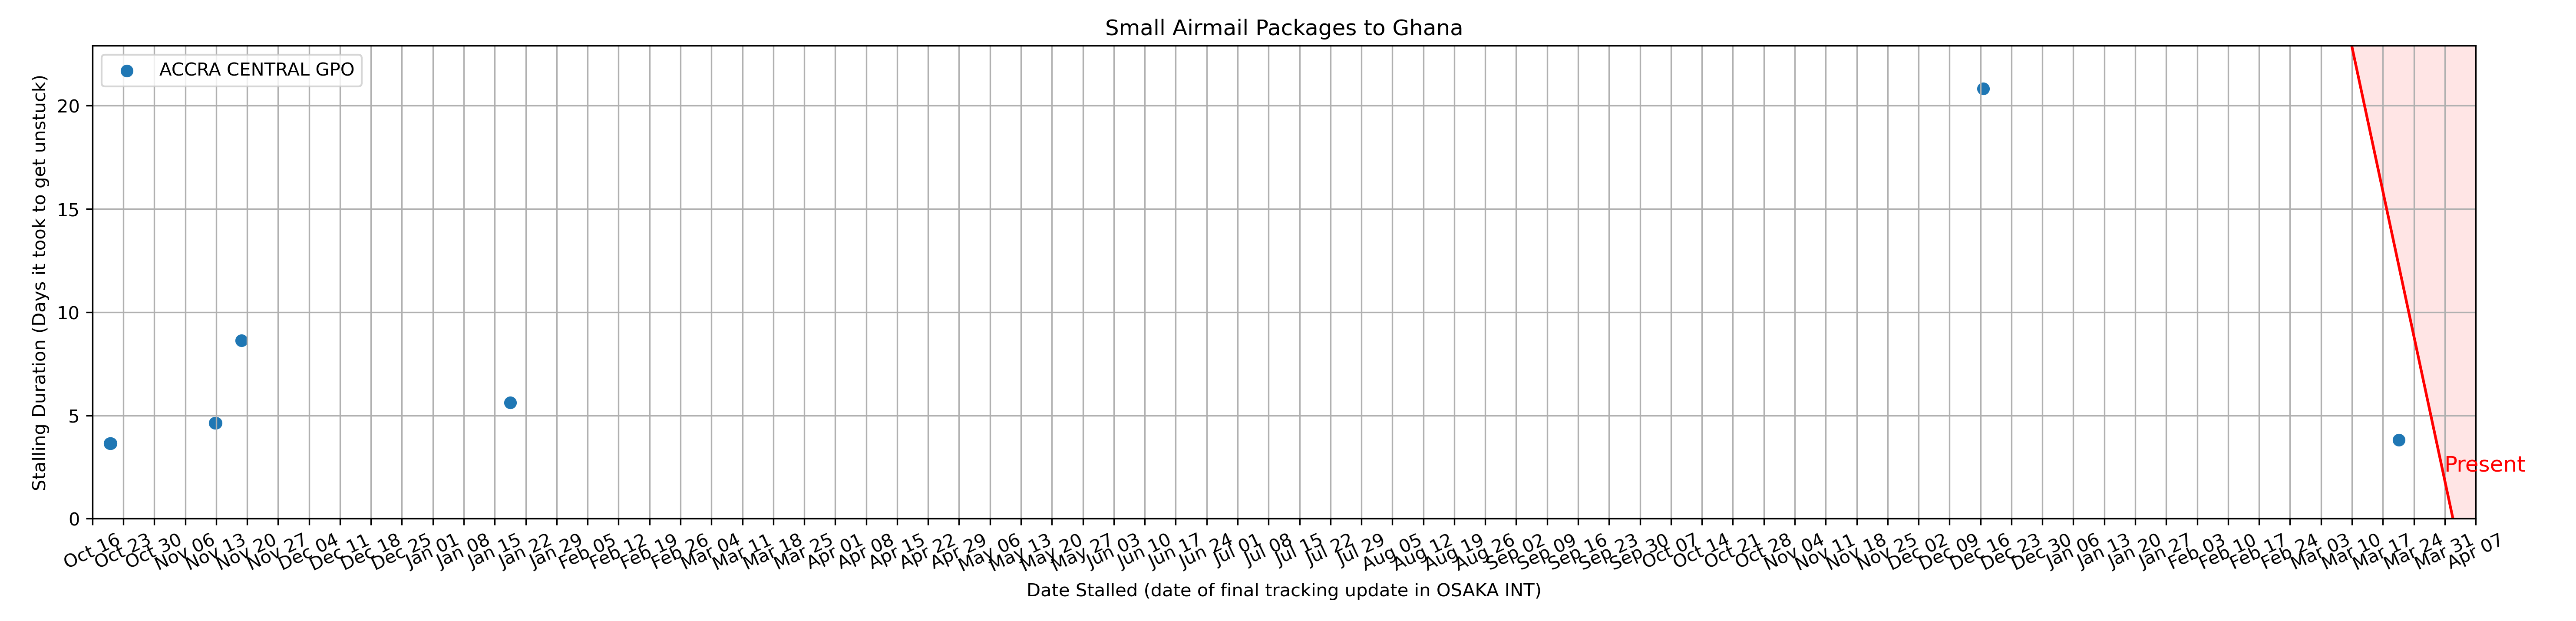 Small Airmail Packages to Ghana
ACCRA CENTRAL GPO
Stalling Duration (Days it took to get unstuck)
20
15
10
5
0
Present
Oct 16 Oct 23 Oct 30 Nov 06 Nov 13 Nov 20 Nov 27 Dec 04 Dec 11 Dec 18 Dec 25 Jan 01 Jan 08 Jan 15 Jan 22 Jan 29 Feb 05 Feb 12 Feb 19 Feb 26 Mar 04 Mar 11 Mar 18 Mar 25 Apr 01 Apr 08 Apr 15 Apr 22 Apr 29 May 06 May 13 May 20 May 27 Jun 03 Jun 10 Jun 17 Jun 24 Jul 01 Jul 08 Jul 15 Jul 22 Jul 29 Aug 05 Aug 12 Aug 19 Aug 26 Sep 02 Sep 09 Sep 16 Sep 23 Sep 30 Oct 07 Oct 14 Oct 21 Oct 28 Nov 04 Nov 11 Nov 18 Nov 25 Dec 02 Dec 09 Dec 16 Dec 23 Dec 30 Jan 06 Jan 13 Jan 20 Jan 27 Feb 03 Feb 10 Feb 17 Feb 24 Mar 03 Mar 10 Mar 17 Mar 24 Mar 31 Apr 07
Date Stalled (date of final tracking update in OSAKA INT)